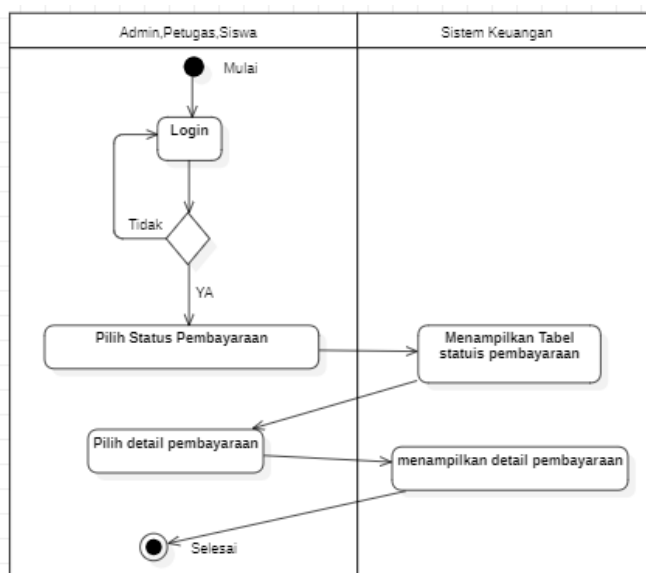 Admin,Petugas,Siswa
Sistem Keuangan
Mulai
Login
Tidak
YA
Pilih Status Pembayaraan
Menampilkan Tabel
statuis pembayaraan
Pilih detail pembayaraan
menampilkan detail pembayaraan
Selesai